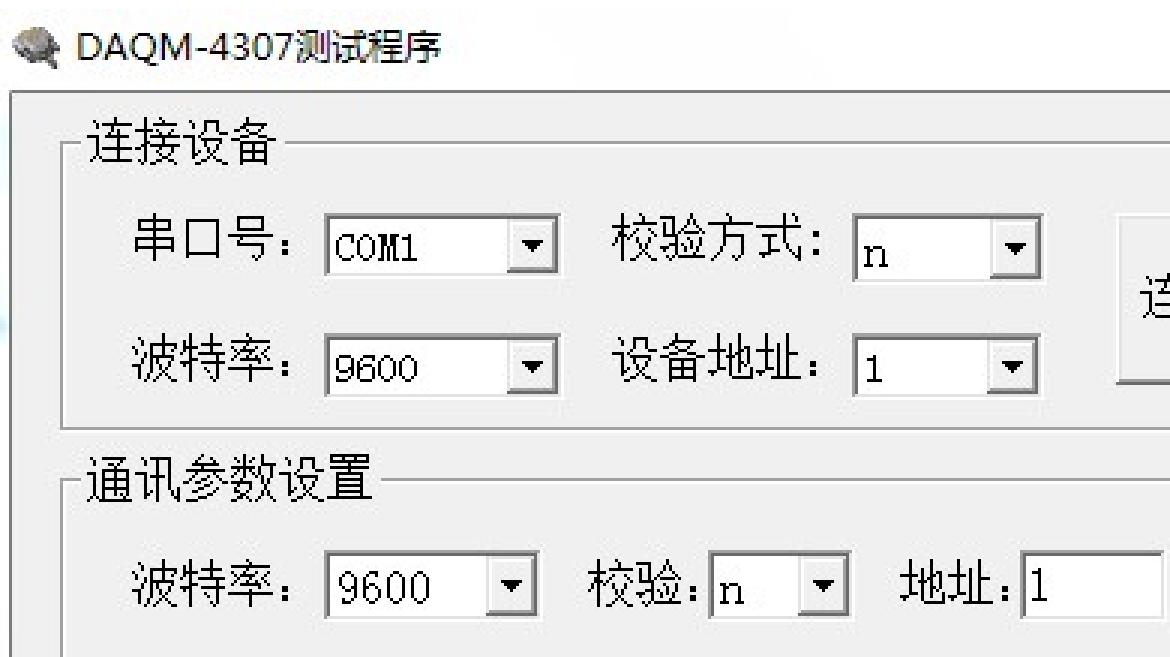 DAQM-4307测试程序
连接设备
串口号： COM1 校验方式： n
连
波特率： 9600 设备地址： 1
通讯参数设置
波特率： 9600 校验： n 地址： 1